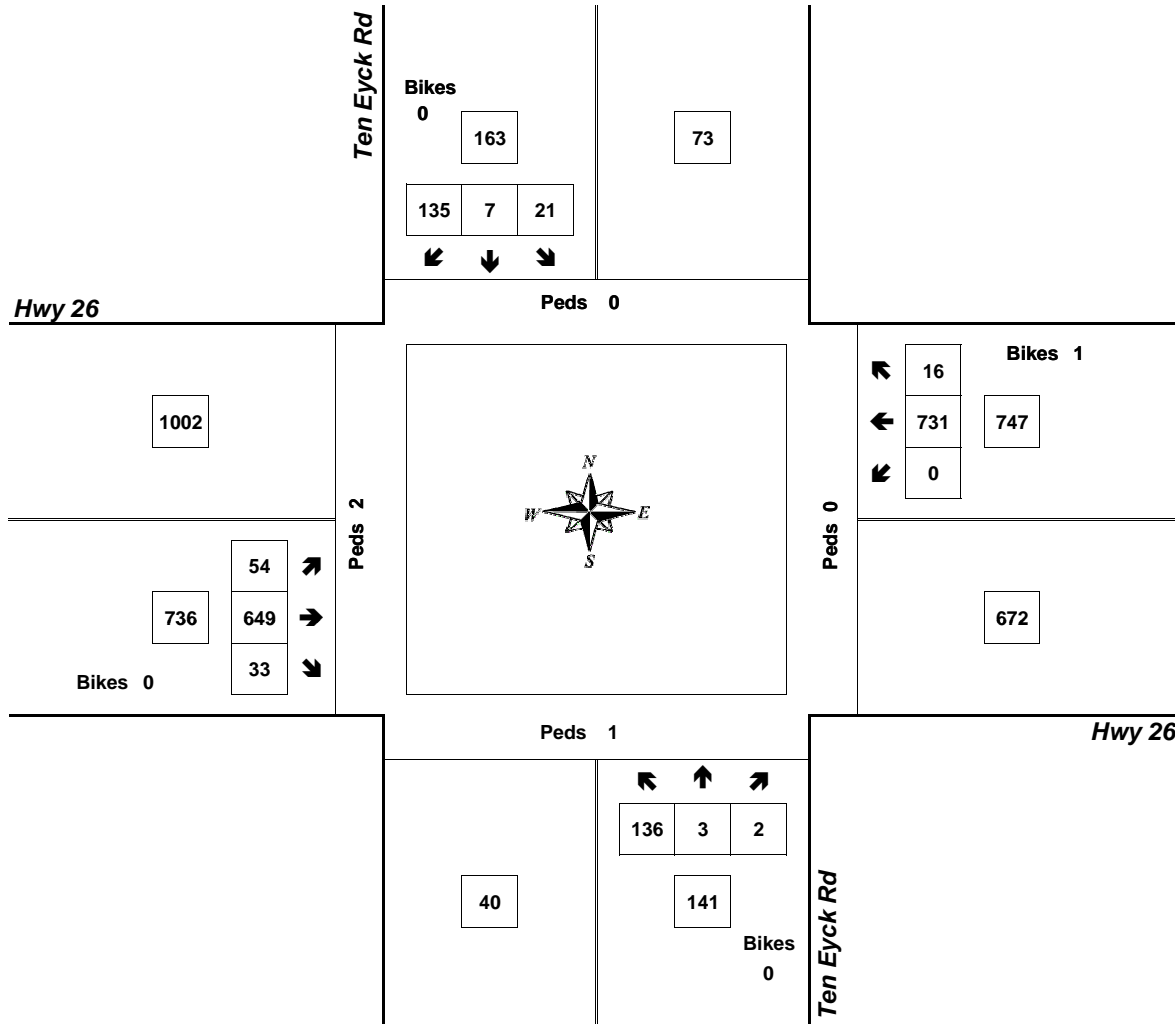 Ten Eyck Rd
Bikes
0
163
73
135 7 21
Peds 0
Hwy 26
Bikes 1
16
1002
731 747
0
N
W E
S
Peds 2
Peds 0
54
736 649
672
33
Bikes 0
Peds 1
Hwy 26
136 3 2
40
141
Ten Eyck Rd
Bikes
0